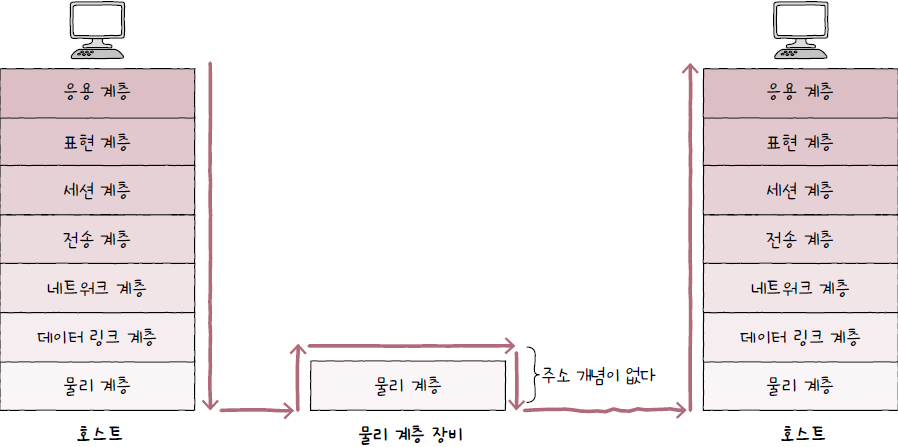 응용 계층
표현 계층
세션 계층
전송 계층
네트워크 계층
데이터 링크 계층
물리 계층
호스트
물리 계층
주소 개념이 없다
물리 계층 장비
응용 계층
표현 계층
세션 계층
전송 계층
네트워크 계층
데이터 링크 계층
물리 계층
호스트